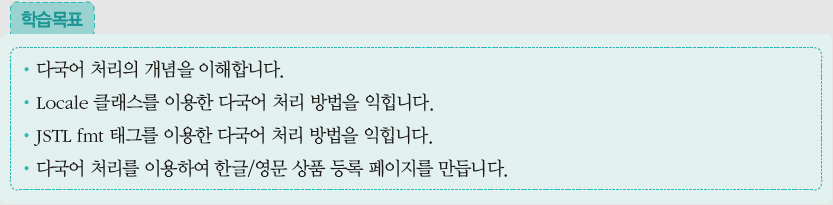 학습목표
• 다국어 처리의 개념을 이해합니다.
• Locale 클래스를 이용한 다국어 처리 방법을 익힙니다.
• JSTL fmt 태그를 이용한 다국어 처리 방법을 익힙니다.
• 다국어 처리를 이용하여 한글/영문 상품 등록 페이지를 만듭니다.